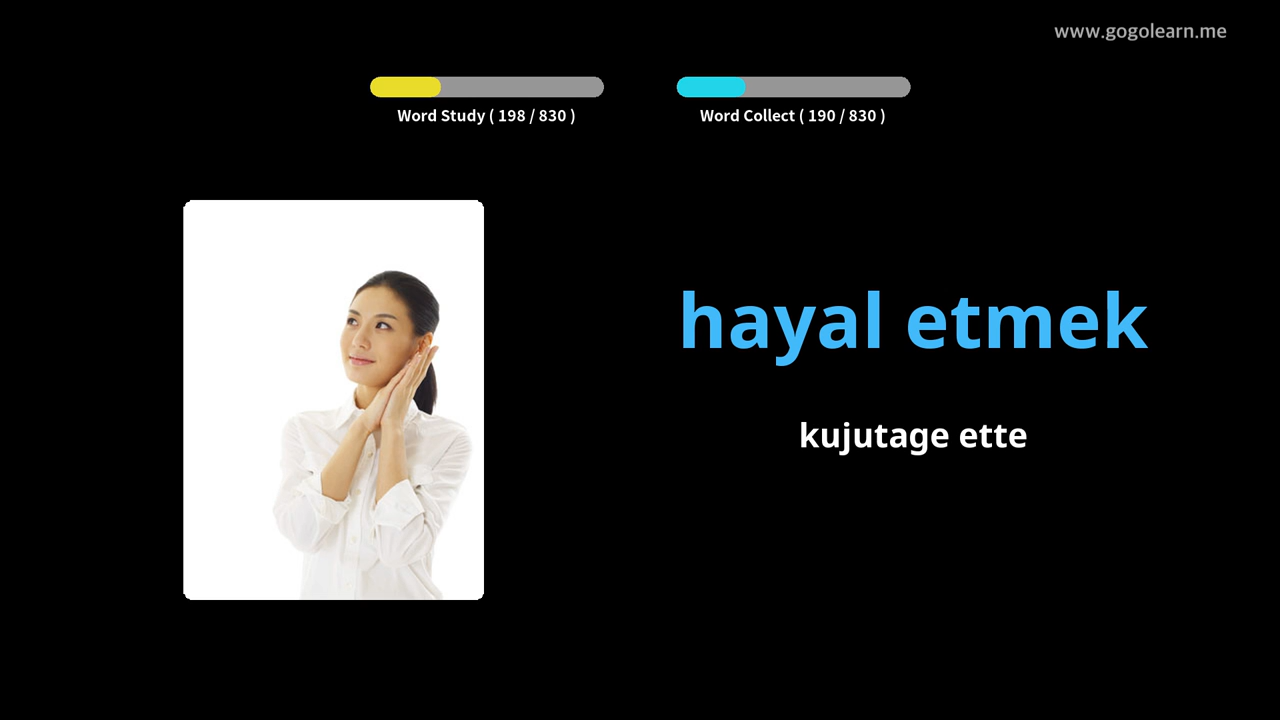 www.gogolearn.me
Word Study ( 198 / 830 )
Word Collect ( 190 / 830 )
hayal etmek
kujutage ette